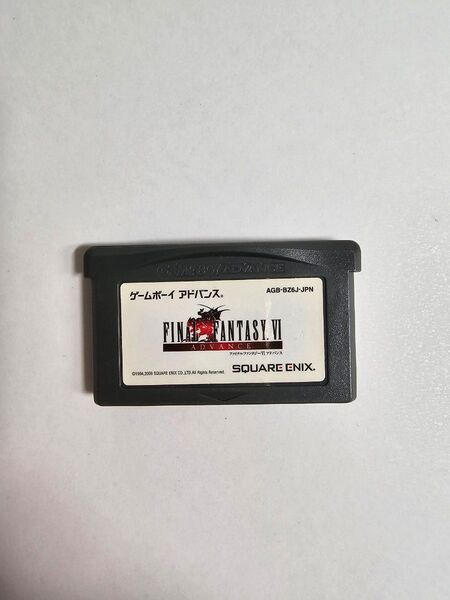 GAME BOY ADVANCE
ゲームボーイ アドバンス®
AGB-BZ6J-JPN
FINAL FANTASY VI
ADVANCE
ファイナルファンタジーVI アドバンス
©1994,2006 SQUARE ENIX CO.,LTD.All Rights Reserved.
SQUARE ENIX.